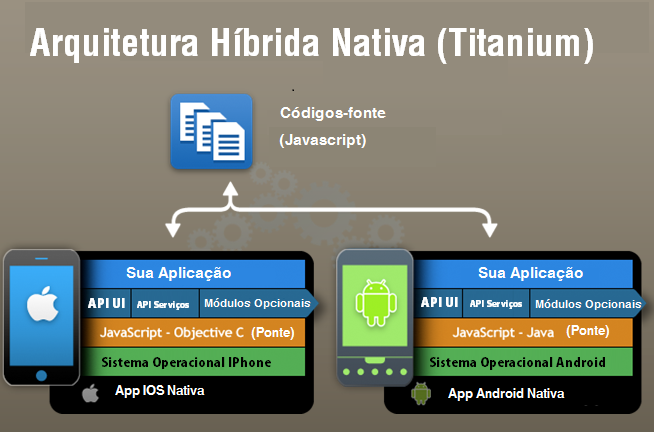 Arquitetura Híbrida Nativa (Titanium)
Códigos-fonte
(Javascript)
Sua Aplicação
API UI API Serviços Módulos Opcionais
JavaScript - Objective C (Ponte)
Sistema Operacional IPhone
App IOS Nativa
Sua Aplicação
API UI API Serviços Módulos Opcionais
JavaScript - Java (Ponte)
Sistema Operacional Android
App Android Nativa